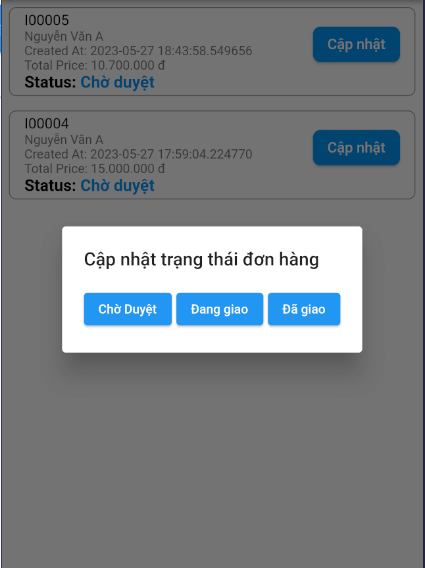 I00005
Nguyễn Văn A
Created At: 2023-05-27 18:43:58.549656
Total Price: 10.700.000 đ
Status: Chờ duyệt
Cập nhật
I00004
Nguyễn Văn A
Created At: 2023-05-27 17:59:04.224770
Total Price: 15.000.000 đ
Status: Chờ duyệt
Cập nhật
Cập nhật trạng thái đơn hàng
Chờ Duyệt Đang giao Đã giao